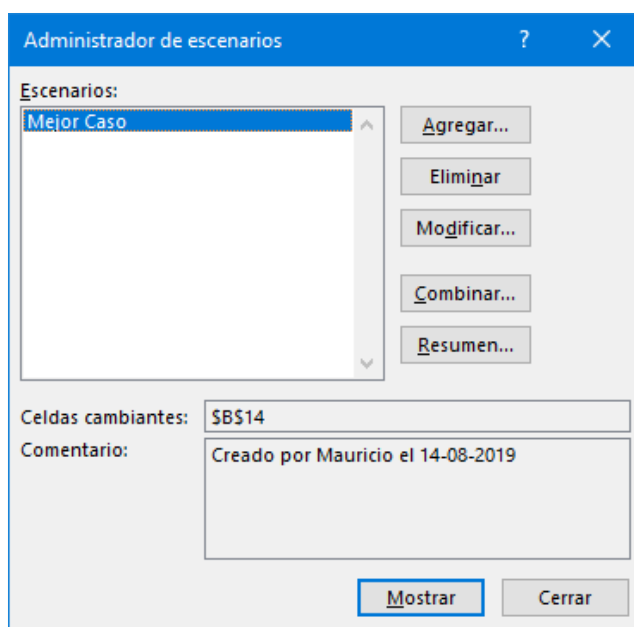 Administrador de escenarios ?
Escenarios:
Mejor Caso
Agregar...
Eliminar
Modificar...
Combinar...
Resumen...
Celdas cambiantes: $B$14
Comentario: Creado por Mauricio el 14-08-2019
Mostrar Cerrar